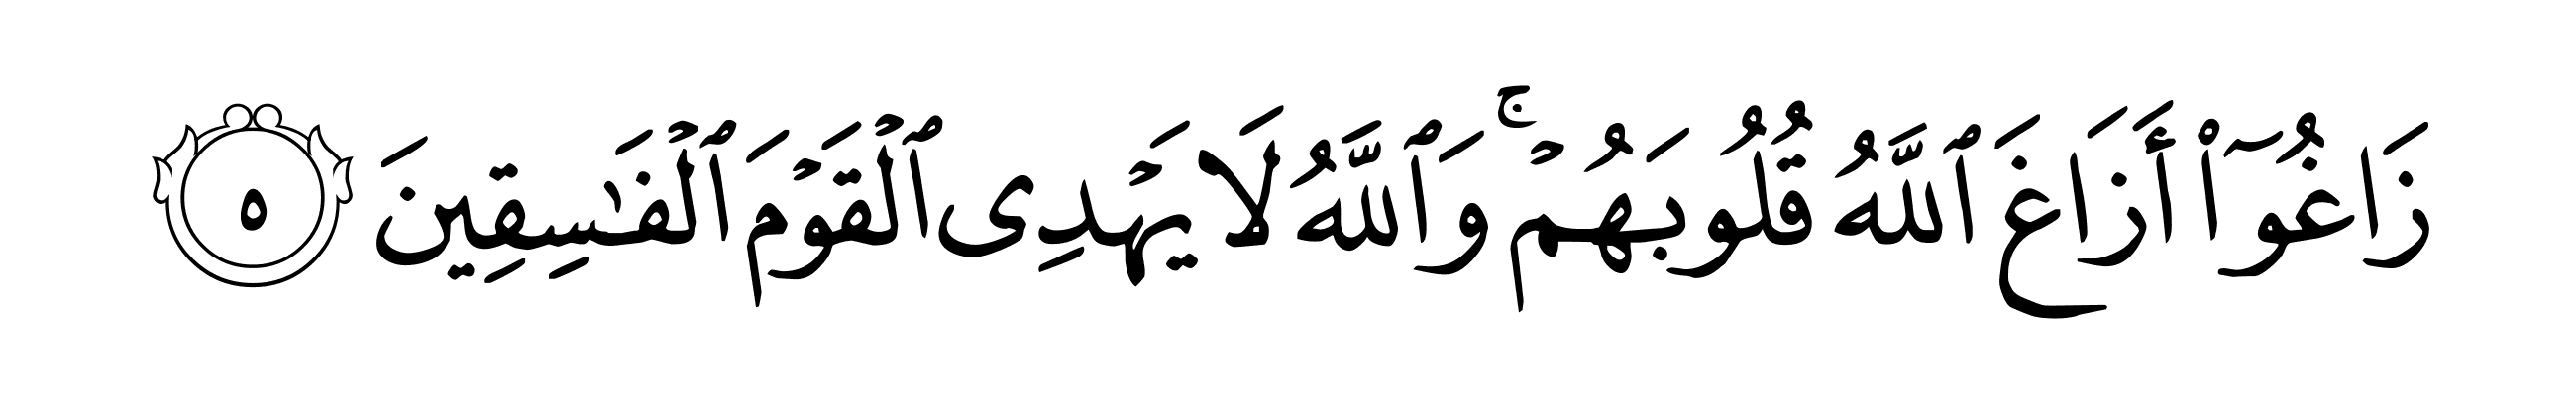 زَاغُوٓا۟ أَزَاغَ ٱللَّهُ قُلُوبَهُمْ ۚ وَٱللَّهُ لَا يَهْدِى ٱلْقَوْمَ ٱلْفَـٰسِقِينَ ٥